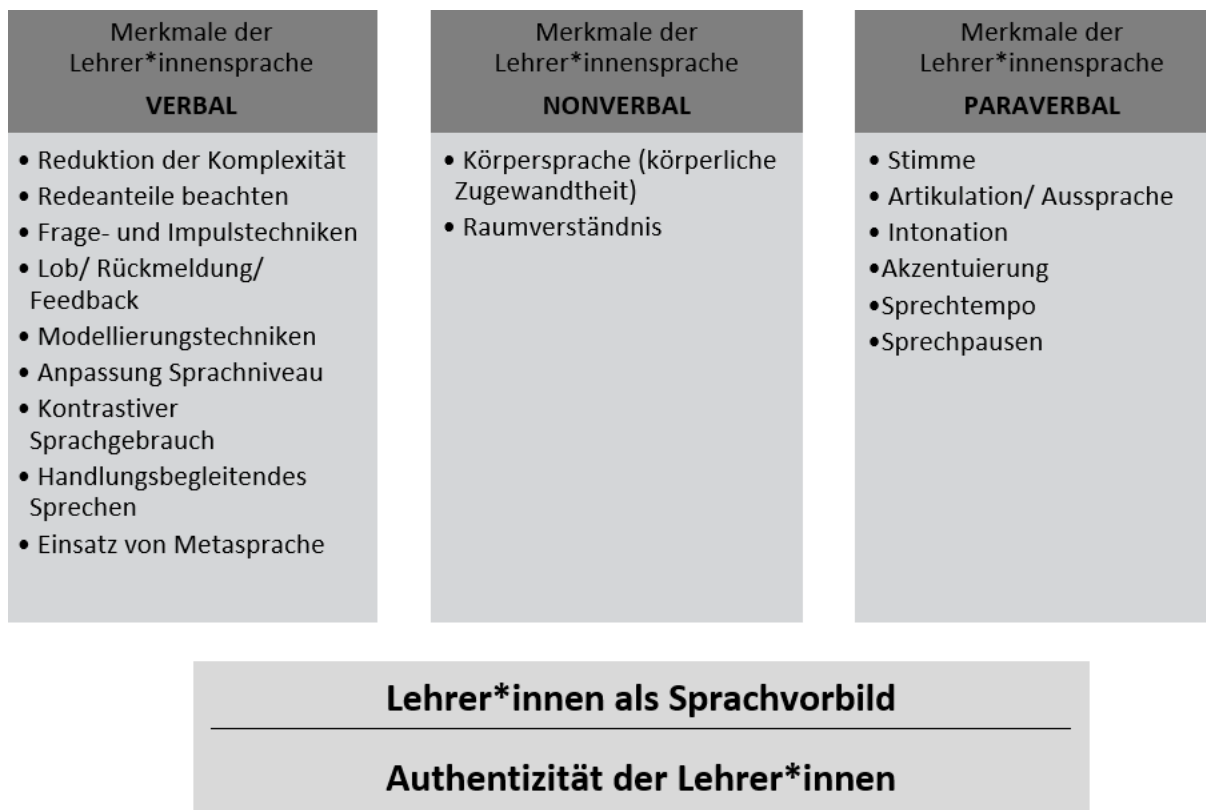 Merkmale der
Lehrer*innensprache
VERBAL
• Reduktion der Komplexität
• Redeanteile beachten
• Frage- und Impulstechniken
• Lob/ Rückmeldung/
Feedback
• Modellierungstechniken
• Anpassung Sprachniveau
• Kontrastiver
Sprachgebrauch
• Handlungsbegleitendes
Sprechen
• Einsatz von Metasprache
Merkmale der
Lehrer*innensprache
NONVERBAL
• Körpersprache (körperliche
Zugewandtheit)
• Raumverständnis
Merkmale der
Lehrer*innensprache
PARAVERBAL
• Stimme
• Artikulation/ Aussprache
• Intonation
•Akzentuierung
•Sprechtempo
•Sprechpausen
Lehrer*innen als Sprachvorbild
Authentizität der Lehrer*innen